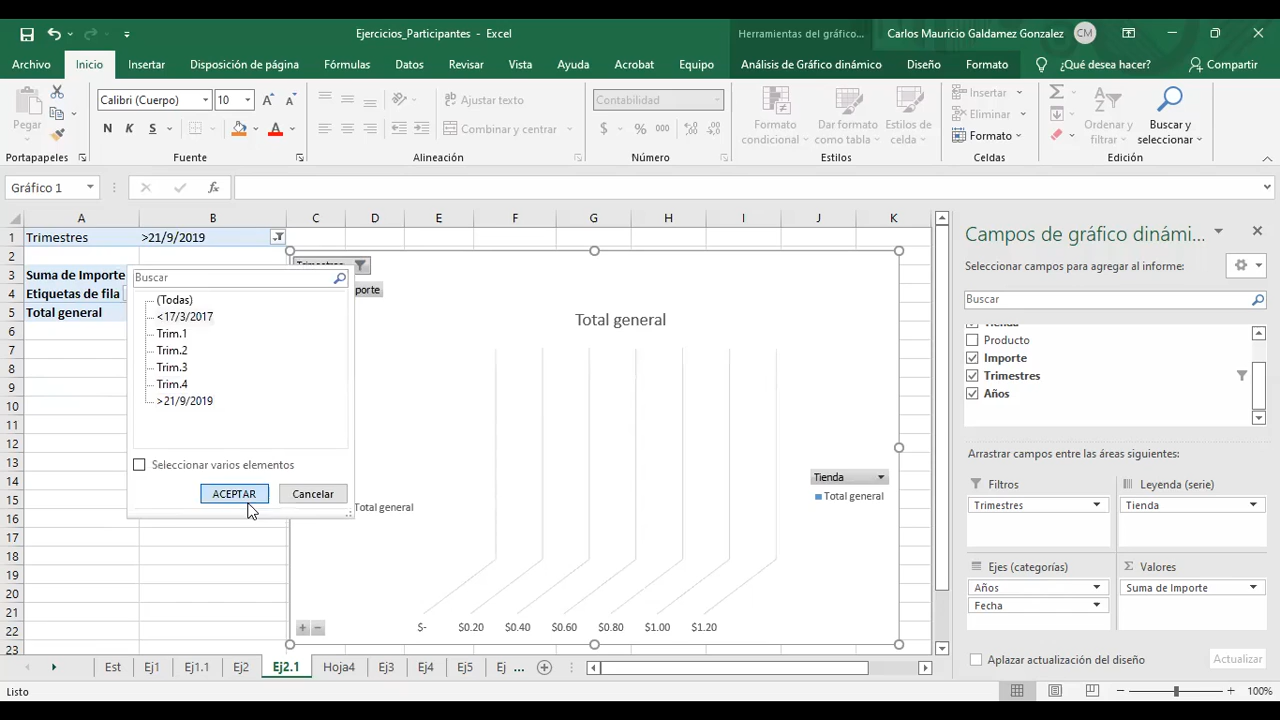 Ejercicios_Participantes - Excel
Herramientas del gráfico...
Carlos Mauricio Galdamez Gonzalez
CM
Archivo Inicio Insertar Disposición de página Fórmulas Datos Revisar Vista Ayuda Acrobat Equipo Análisis de Gráfico dinámico Diseño Formato ¿Qué desea hacer? Compartir
Pegar
Calibri (Cuerpo) 10 A A
N K S A
Ajustar texto
Combinar y centrar
Contabilidad
$ % 000
Formato condicional
Dar formato como tabla
Estilos de celda
Insertar
Eliminar
Formato
Ordenar y filtrar
Buscar y seleccionar
Portapapeles Fuente Alineación Número Estilos Celdas Edición
Gráfico 1 fx
A B C D E F G H I J K
1 Trimestres >21/9/2019
2
3 Suma de Importe
4 Etiquetas de fila
5 Total general
6
7
8
9
10
11
12
13
14
15
16
17
18
19
20
21
22
23
Buscar
(Todas)
<17/3/2017
Trim.1
Trim.2
Trim.3
Trim.4
>21/9/2019
Seleccionar varios elementos
ACEPTAR Cancelar
Trimestres
porte
Total general
Total general
Tienda
Total general
$- $0.20 $0.40 $0.60 $0.80 $1.00 $1.20
Campos de gráfico dinámi...
Seleccionar campos para agregar al informe:
Buscar
Tienda
Producto
Importe
Trimestres
Años
Arrastrar campos entre las áreas siguientes:
Filtros
Trimestres
Leyenda (serie)
Tienda
Ejes (categorías)
Años
Fecha
Valores
Suma de Importe
Aplazar actualización del diseño Actualizar
Est Ej1 Ej1.1 Ej2 Ej2.1 Hoja4 Ej3 Ej4 Ej5 Ej ...
Listo
100%